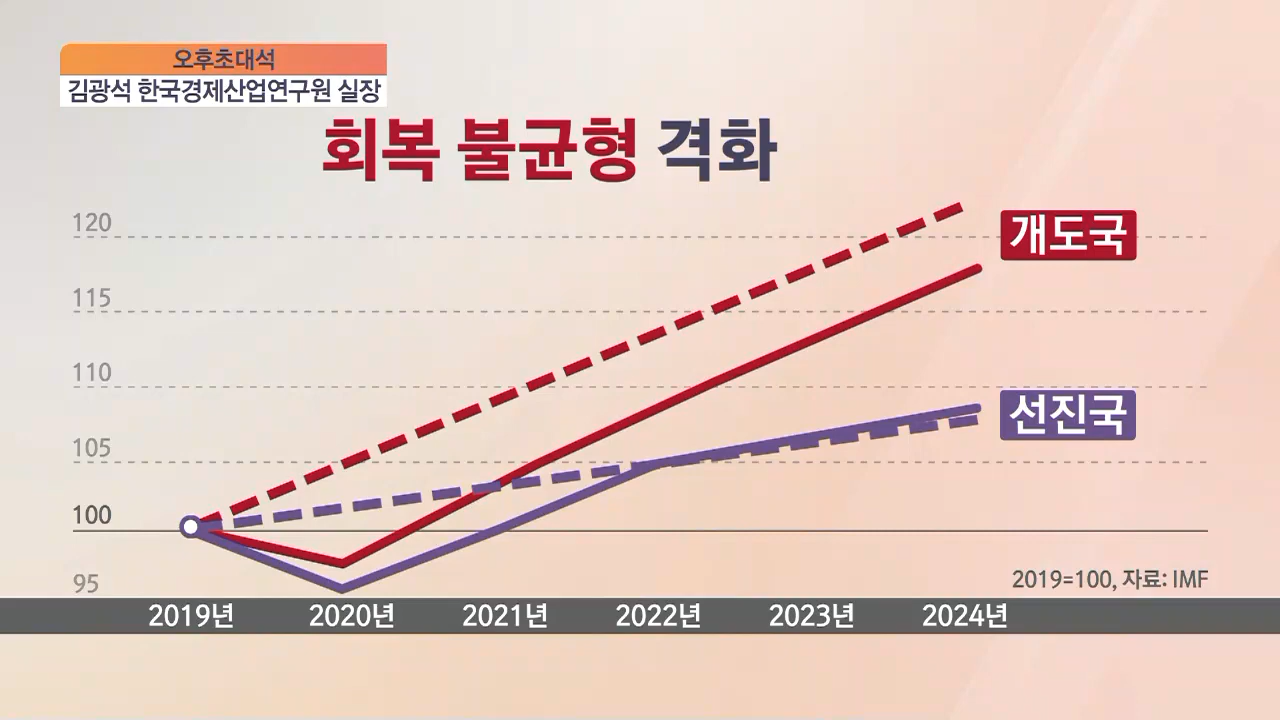 오후초대석
김광석 한국경제산업연구원 실장
회복 불균형 격화
120
115
110
105
100
95
개도국
선진국
2019=100, 자료: IMF
2019년 2020년 2021년 2022년 2023년 2024년